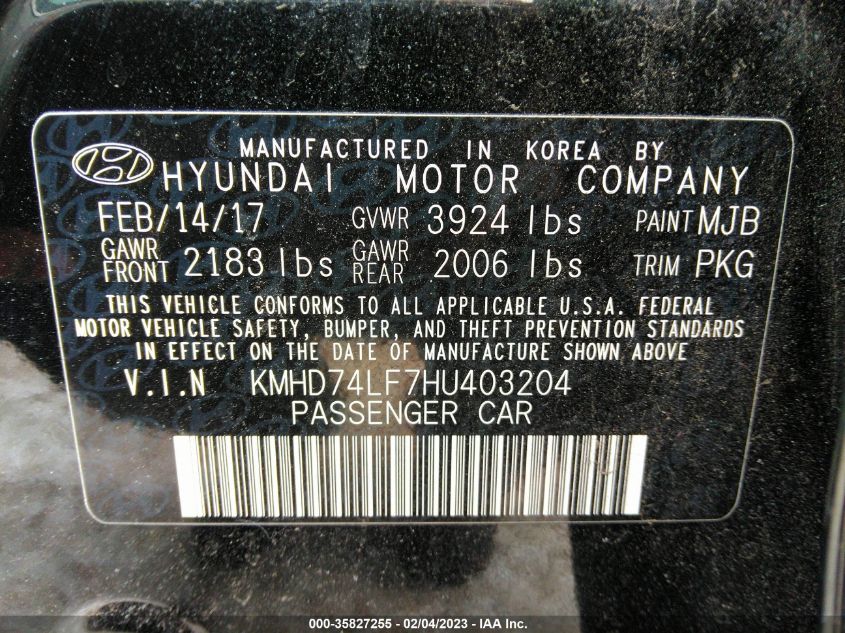 MANUFACTURED IN KOREA BY
HYUNDAI MOTOR COMPANY
FEB/14/17 GVWR 3924 lbs PAINT MJB
GAWR FRONT 2183 lbs GAWR REAR 2006 lbs TRIM PKG
THIS VEHICLE CONFORMS TO ALL APPLICABLE U.S.A. FEDERAL
MOTOR VEHICLE SAFETY, BUMPER, AND THEFT PREVENTION STANDARDS
IN EFFECT ON THE DATE OF MANUFACTURE SHOWN ABOVE
V.I.N KMHD74LF7HU403204
PASSENGER CAR
000-35827255 - 02/04/2023 - IAA Inc.